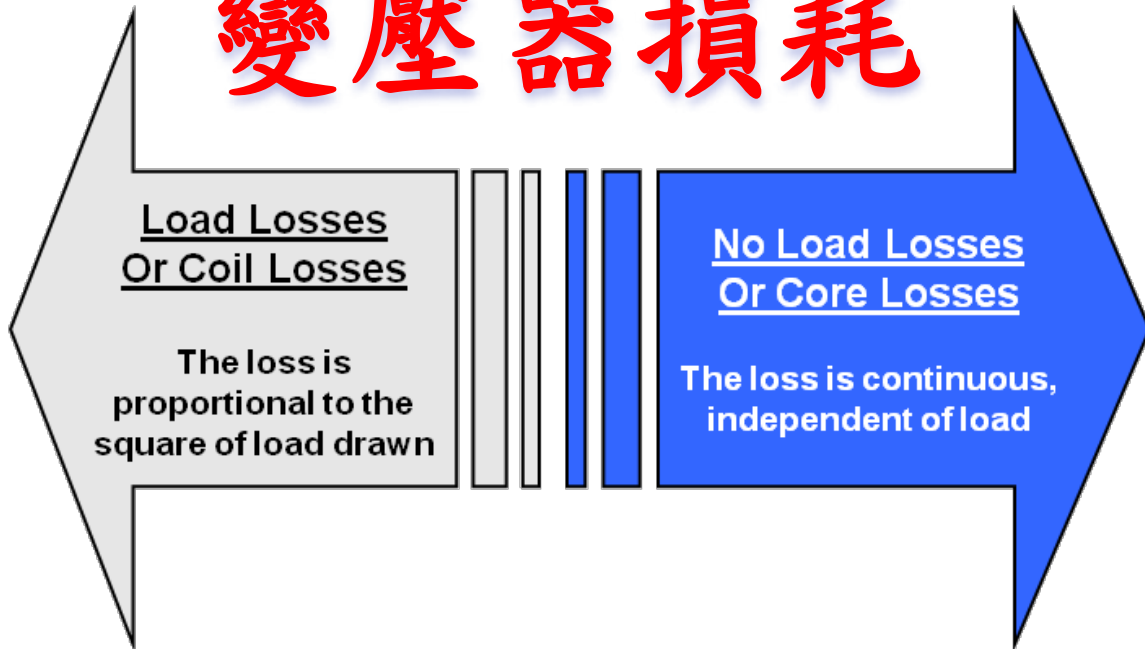 變壓器損耗
Load Losses
Or Coil Losses
The loss is
proportional to the
square of load drawn
No Load Losses
Or Core Losses
The loss is continuous,
independent of load